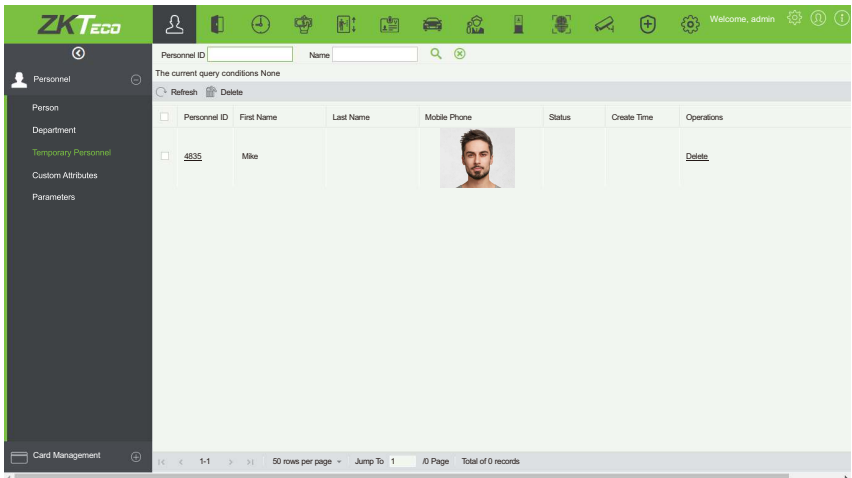 ZKTECO
Welcome, admin
Personnel ID Name
The current query conditions None
Refresh Delete
Personnel
Person
Department
Temporary Personnel
Custom Attributes
Parameters
Personnel ID First Name Last Name Mobile Phone Status Create Time Operations
4835 Mike Delete
Card Management
1-1 50 rows per page Jump To 1 /0 Page Total of 0 records